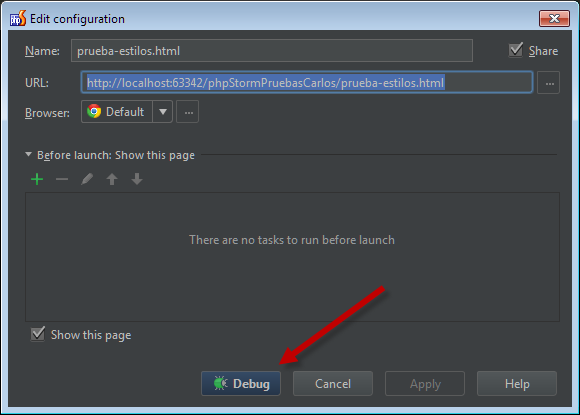 Edit configuration
Name: prueba-estilos.html Share
URL: http://localhost:63342/phpStormPruebasCarlos/prueba-estilos.html ...
Browser: Default ...
Before launch: Show this page
There are no tasks to run before launch
Show this page
Debug Cancel Apply Help